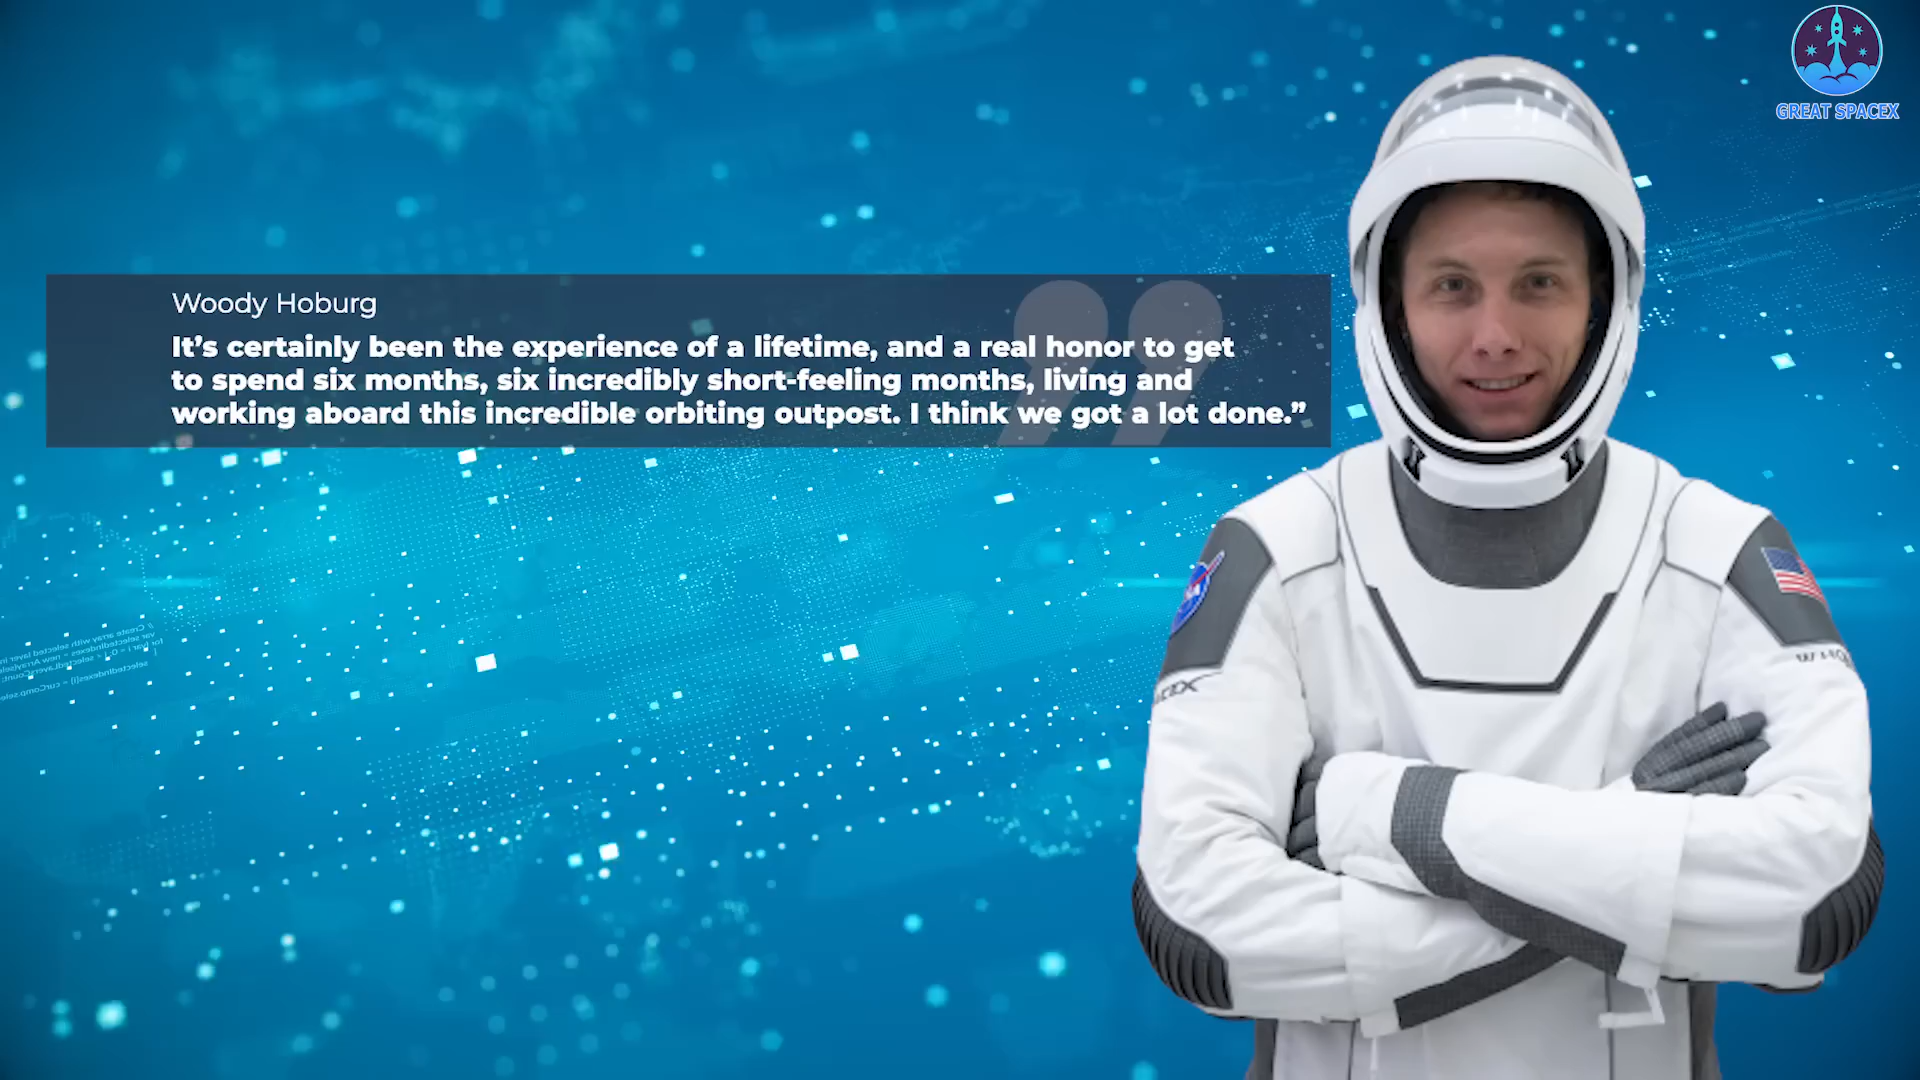 GREAT SPACEX
Woody Hoburg
It’s certainly been the experience of a lifetime, and a real honor to get
to spend six months, six incredibly short-feeling months, living and
working aboard this incredible orbiting outpost. I think we got a lot done.”